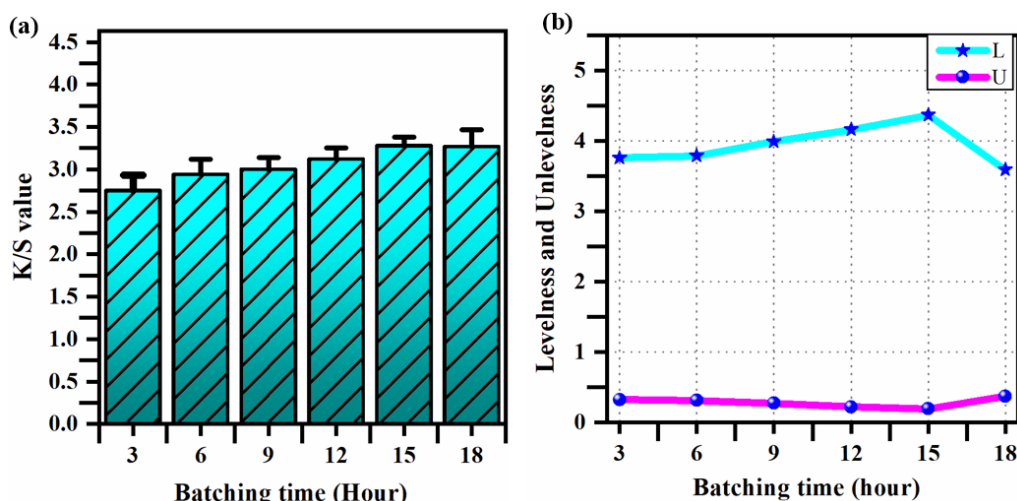 (a)
K/S value
4.5
4.0
3.5
3.0
2.5
2.0
1.5
1.0
0.5
0.0
3 6 9 12 15 18
Batching time (Hour)
(b)
Levelness and Unlevelness
L
U
5
4
3
2
1
0
3 6 9 12 15 18
Batching time (hour)